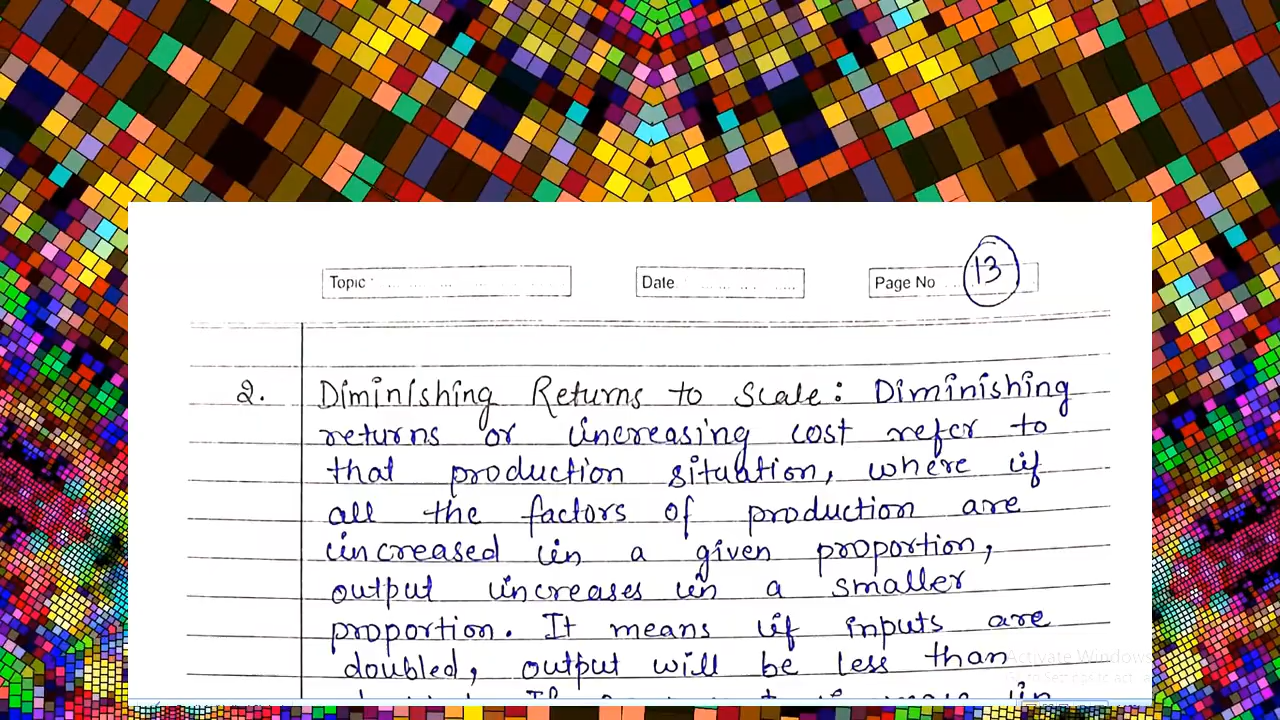 Topic
Date
Page No 13
2. Diminishing Returns to Scale: Diminishing
returns or increasing cost refer to
that production situation, where if
all the factors of production are
increased in a given proportion,
output increases in a smaller
proportion. It means if inputs are
doubled, output will be less than
Activate Windows